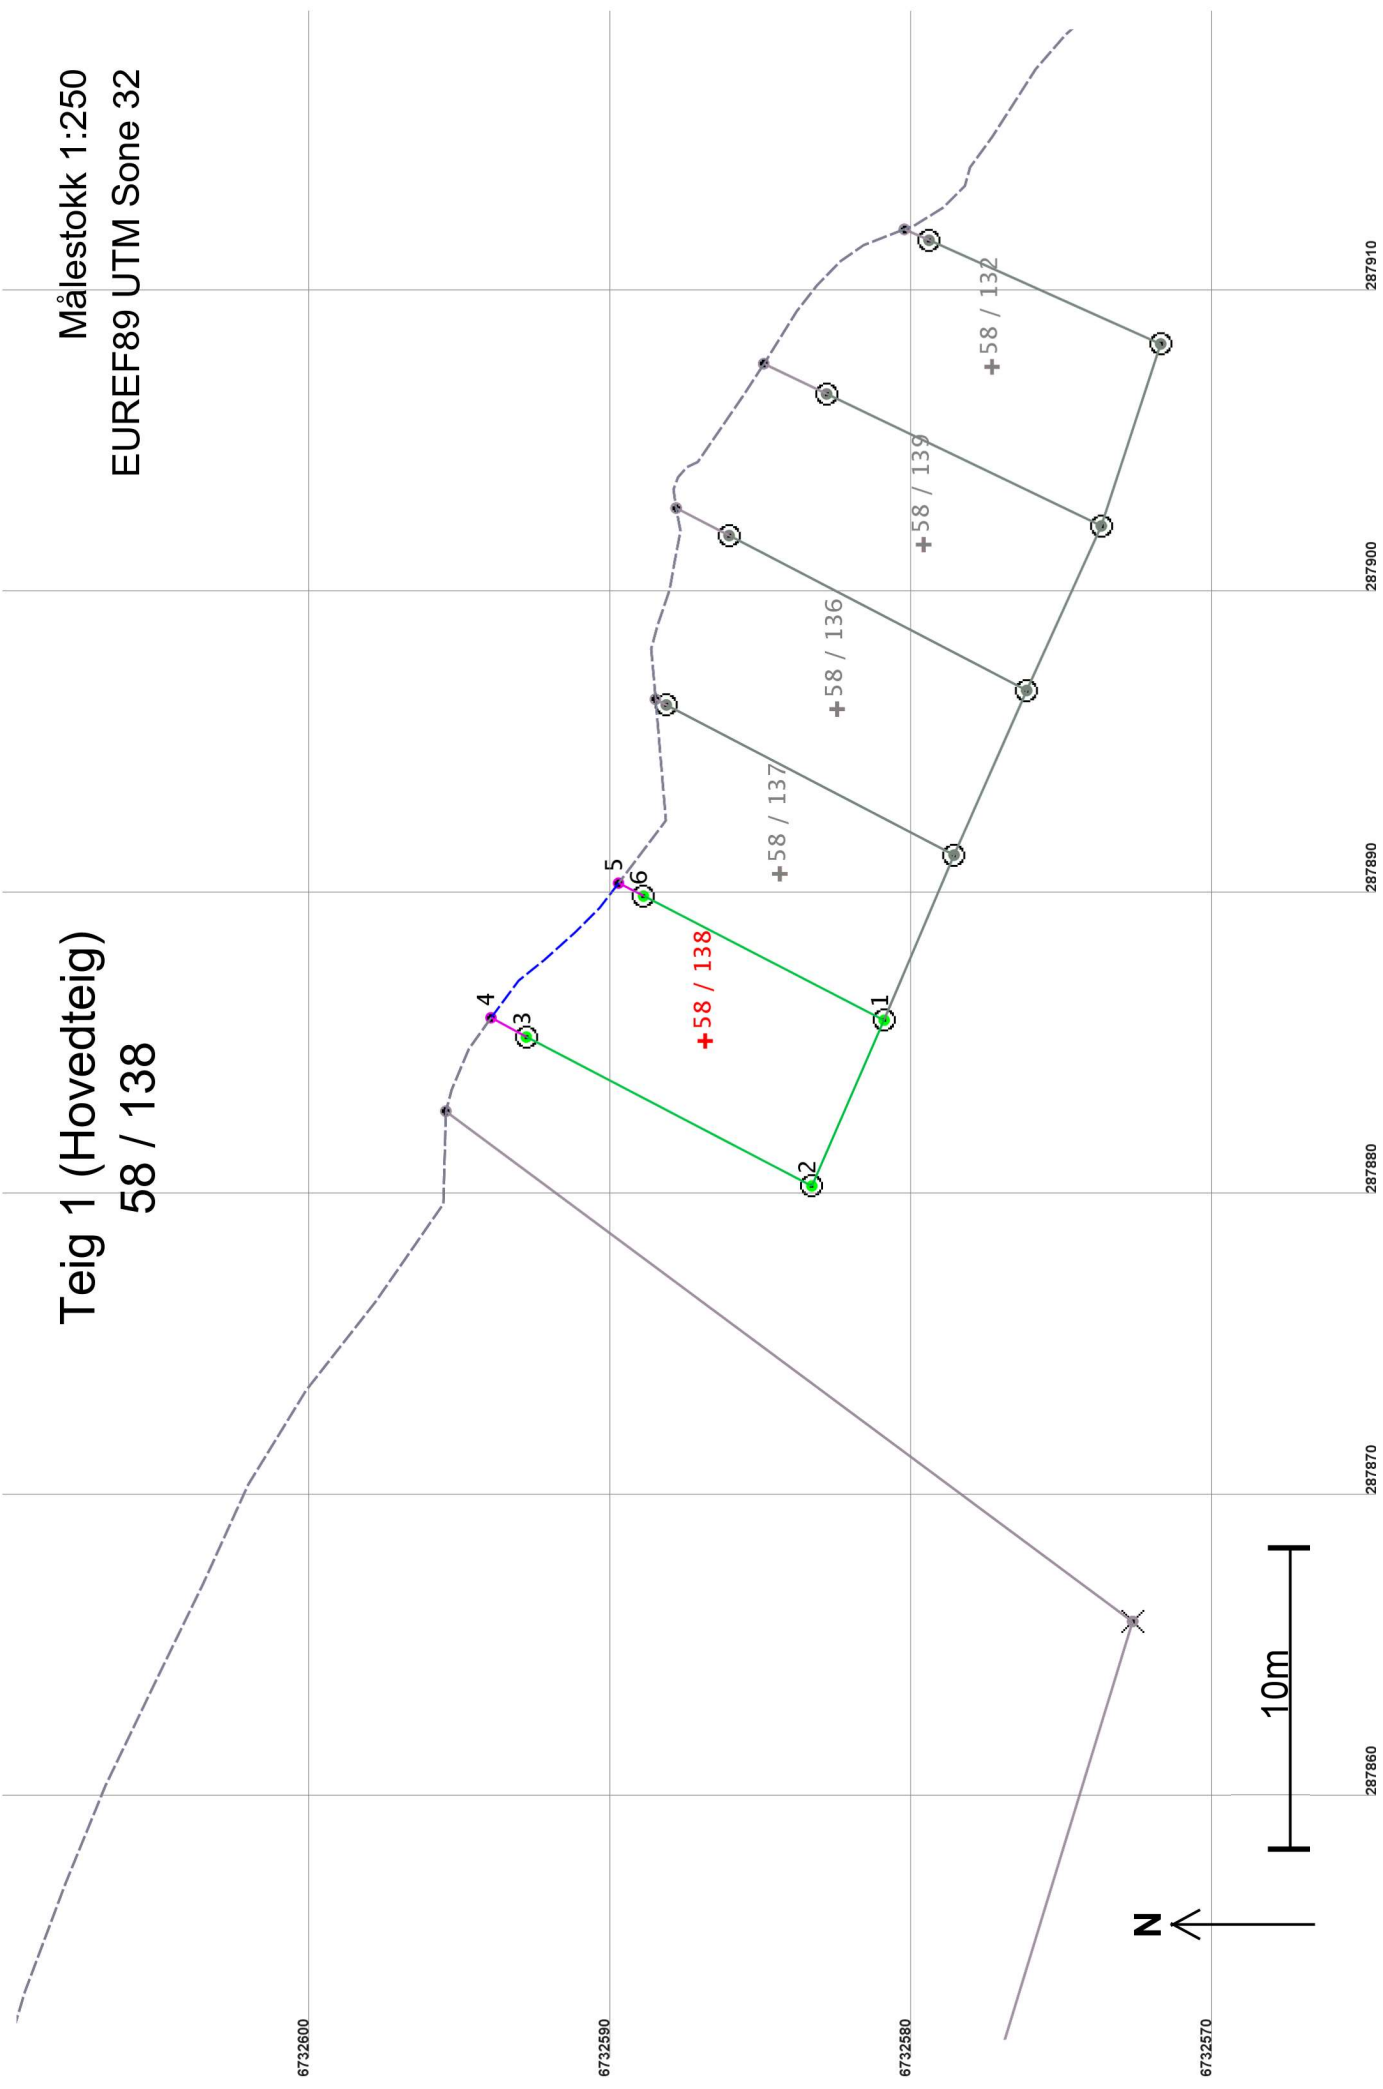 Teig 1 (Hovedteig)
58 / 138
Målestokk 1:250
EUREF89 UTM Sone 32
6732600
6732590
6732580
6732570
4
5
3
6
2
1
+58 / 138
+58 / 137
+58 / 136
+58 / 139
+58 / 132
N
10m
287860
287870
287880
287890
287900
287910